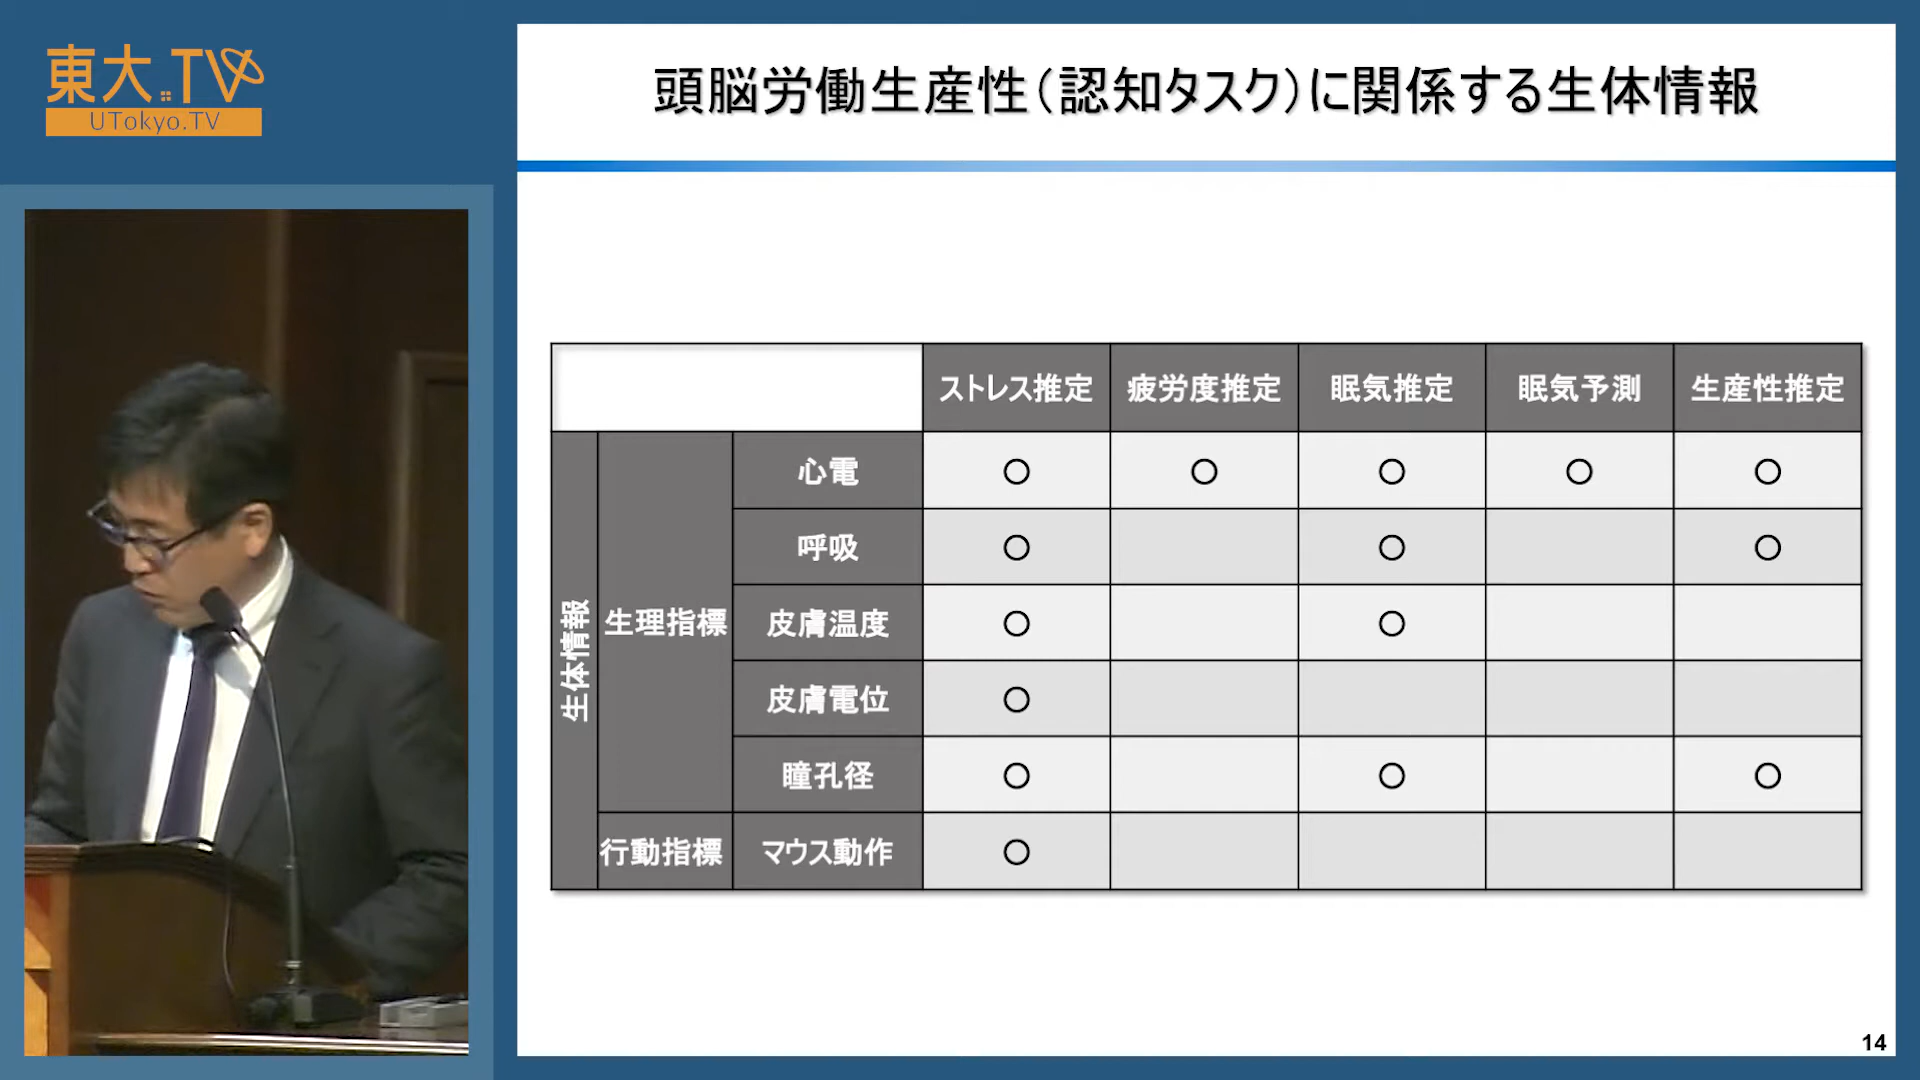 東大.TV
UTokyo.TV
頭脳労働生産性（認知タスク）に関係する生体情報
ストレス推定 疲労度推定 眠気推定 眠気予測 生産性推定
生体情報
生理指標
心電 ○ ○ ○ ○ ○
呼吸 ○ ○ ○
皮膚温度 ○ ○
皮膚電位 ○
瞳孔径 ○ ○ ○
行動指標 マウス動作 ○
14